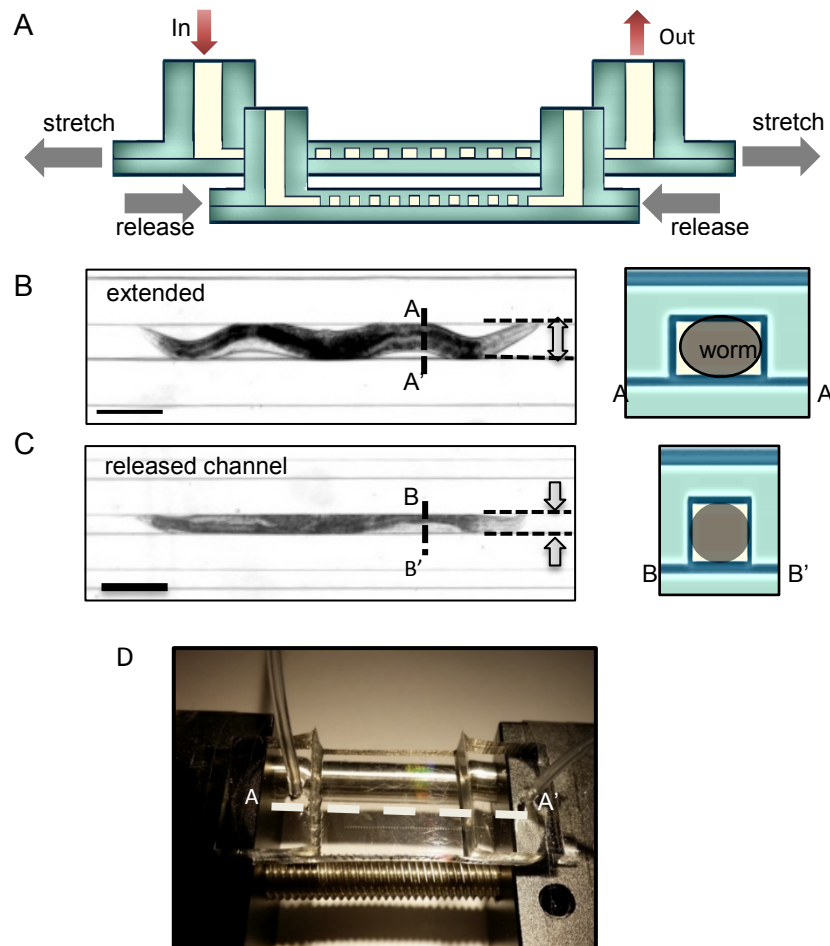 A
In
Out
stretch
stretch
release
release
B
extended
A
A'
worm
A
A
C
released channel
B
B'
B
B'
D
A
A'